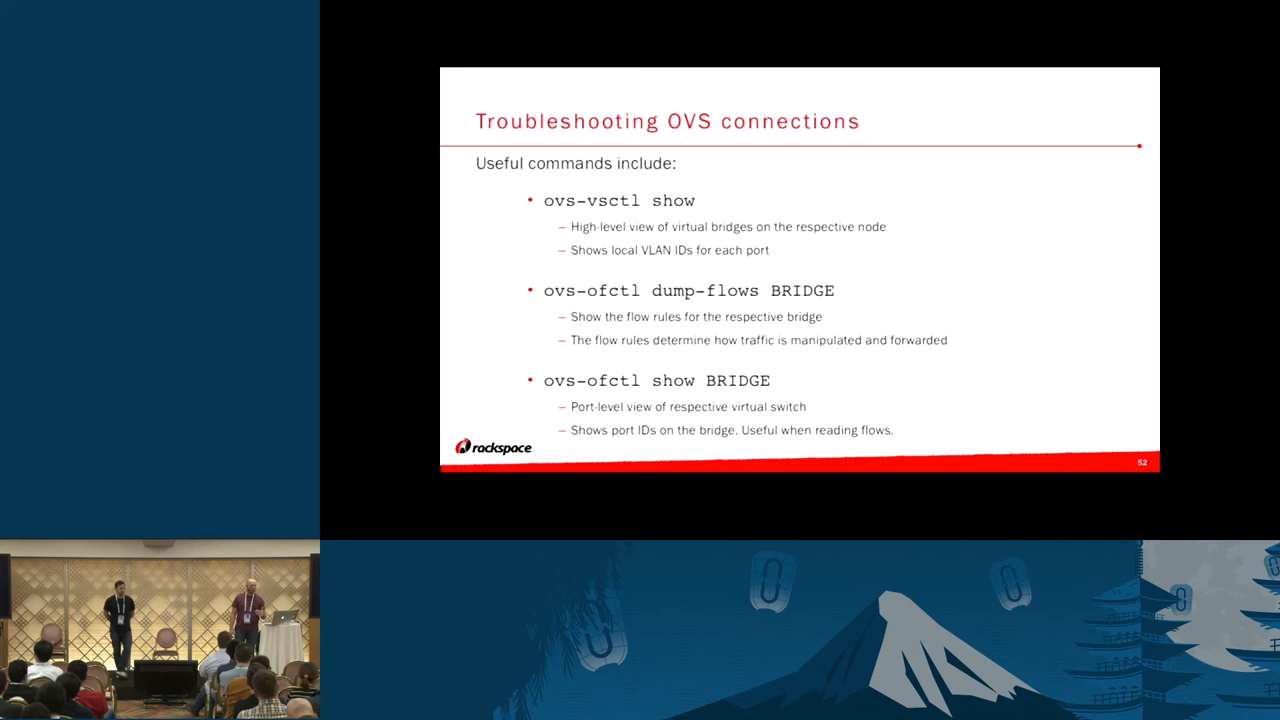 Troubleshooting OVS connections
Useful commands include:
• ovs-vsctl show
– High-level view of virtual bridges on the respective node
– Shows local VLAN IDs for each port
• ovs-ofctl dump-flows BRIDGE
– Show the flow rules for the respective bridge
– The flow rules determine how traffic is manipulated and forwarded
• ovs-ofctl show BRIDGE
– Port-level view of respective virtual switch
– Shows port IDs on the bridge. Useful when reading flows.
rackspace
52